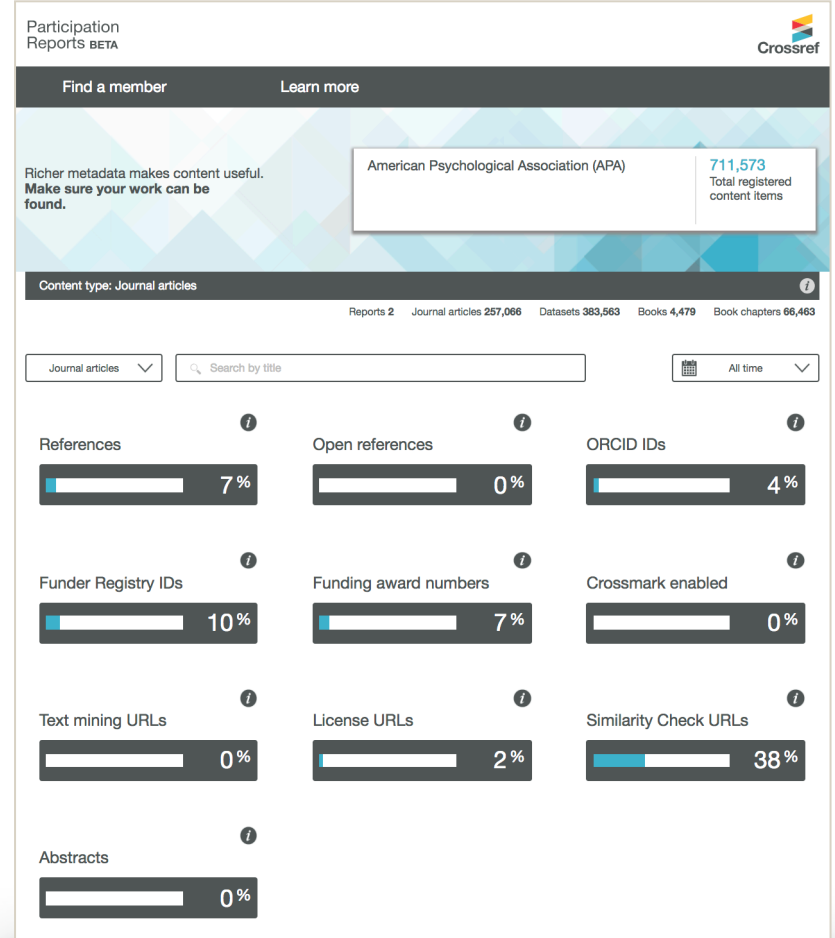 Participation
Reports BETA
Crossref
Find a member Learn more
Richer metadata makes content useful.
Make sure your work can be
found.
American Psychological Association (APA)
711,573
Total registered
content items
Content type: Journal articles
i
Reports 2 Journal articles 257,066 Datasets 383,563 Books 4,479 Book chapters 66,463
Journal articles Search by title All time
i i i
References Open references ORCID IDs
7% 0% 4%
i i i
Funder Registry IDs Funding award numbers Crossmark enabled
10% 7% 0%
i i i
Text mining URLs License URLs Similarity Check URLs
0% 2% 38%
i
Abstracts
0%